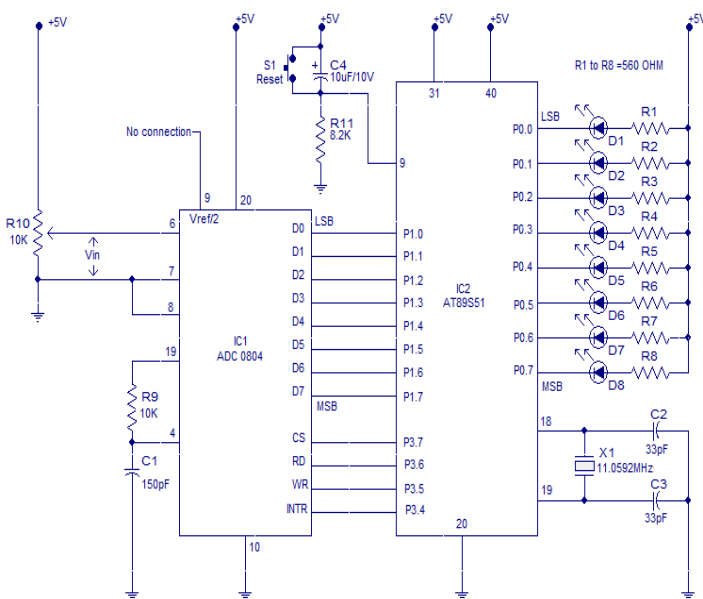 +5V
+5V
+5V
+5V
+5V
+5V
S1
Reset
+
C4
10uF/10V
R1 to R8 =560 OHM
31
40
R11
8.2K
No connection
9
20
9
Vref/2
R10
10K
6
Vin
7
8
19
R9
10K
4
C1
150pF
IC1
ADC 0804
10
D0
LSB
D1
D2
D3
D4
D5
D6
D7
MSB
CS
RD
WR
INTR
P1.0
P1.1
P1.2
P1.3
P1.4
P1.5
P1.6
P1.7
P3.7
P3.6
P3.5
P3.4
IC2
AT89S51
20
P0.0
LSB
D1
R1
P0.1
D2
R2
P0.2
D3
R3
P0.3
D4
R4
P0.4
D5
R5
P0.5
D6
R6
P0.6
D7
R7
P0.7
MSB
D8
R8
18
19
X1
11.0592MHz
C2
33pF
C3
33pF